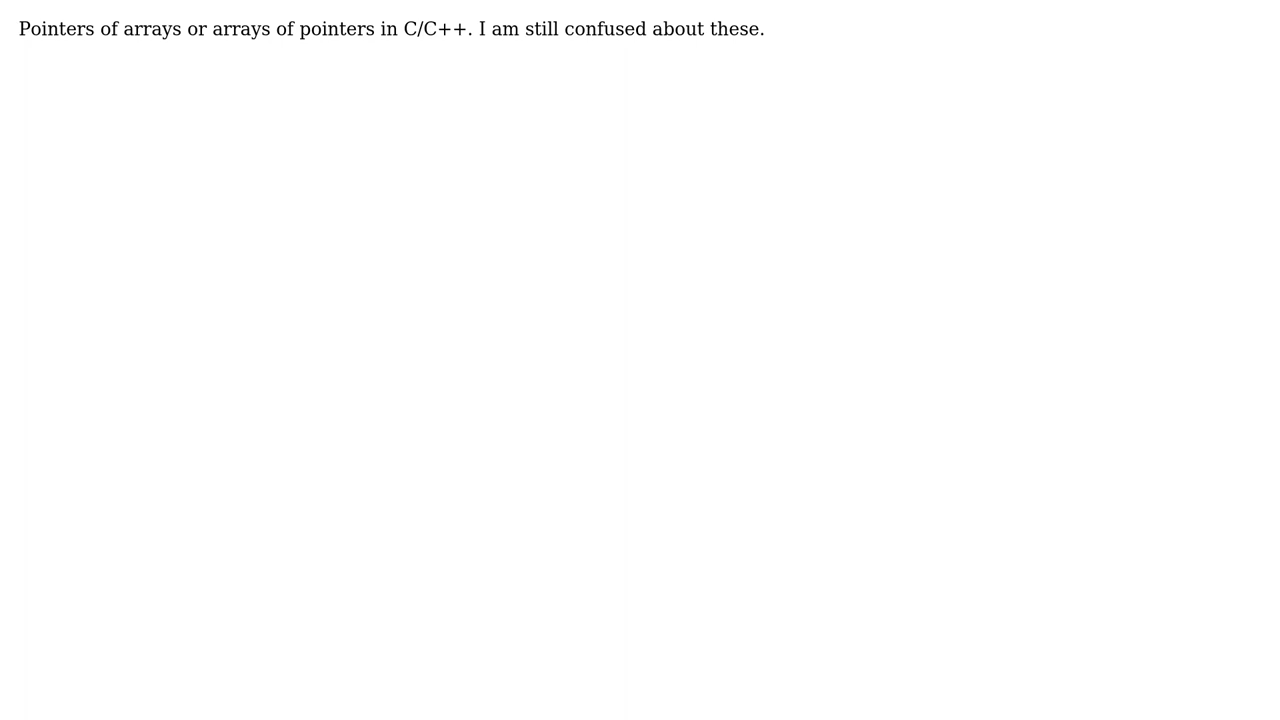 Pointers of arrays or arrays of pointers in C/C++. I am still confused about these.